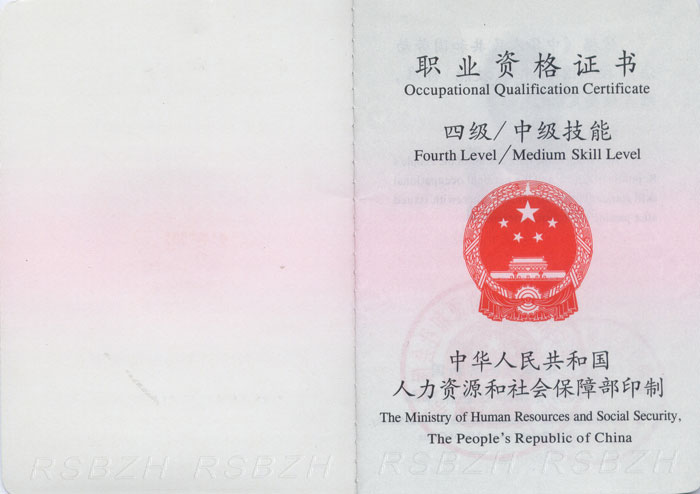 职业资格证书
Occupational Qualification Certificate
四级/中级技能
Fourth Level/Medium Skill Level
中华人民共和国
人力资源和社会保障部印制
The Ministry of Human Resources and Social Security,
The People's Republic of China
RSBZH RSBZH
RSBZH RSBZH